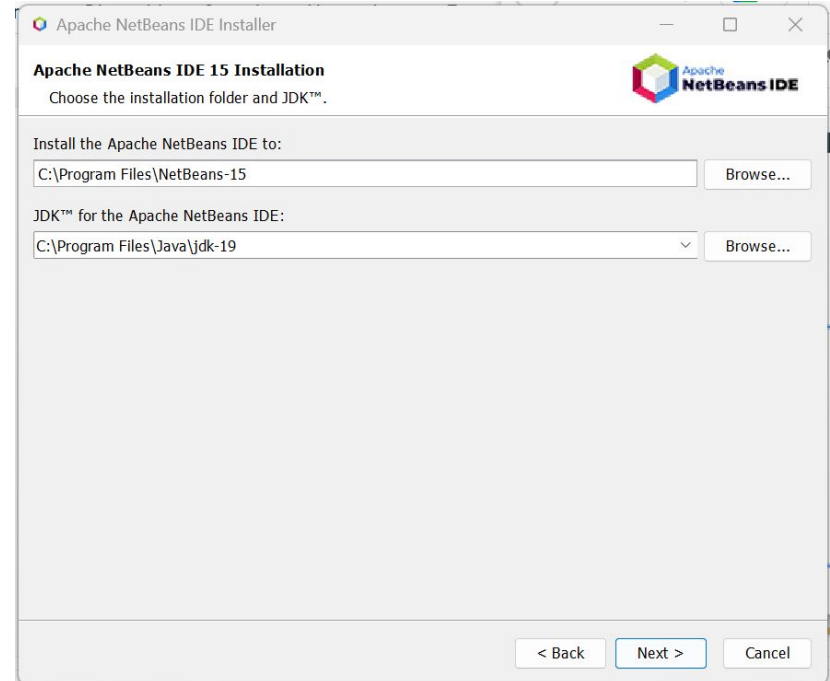 Apache NetBeans IDE Installer
Apache NetBeans IDE 15 Installation
Choose the installation folder and JDK™.
Apache
NetBeans IDE
Install the Apache NetBeans IDE to:
C:\Program Files\NetBeans-15
Browse...
JDK™ for the Apache NetBeans IDE:
C:\Program Files\Java\jdk-19
Browse...
< Back
Next >
Cancel